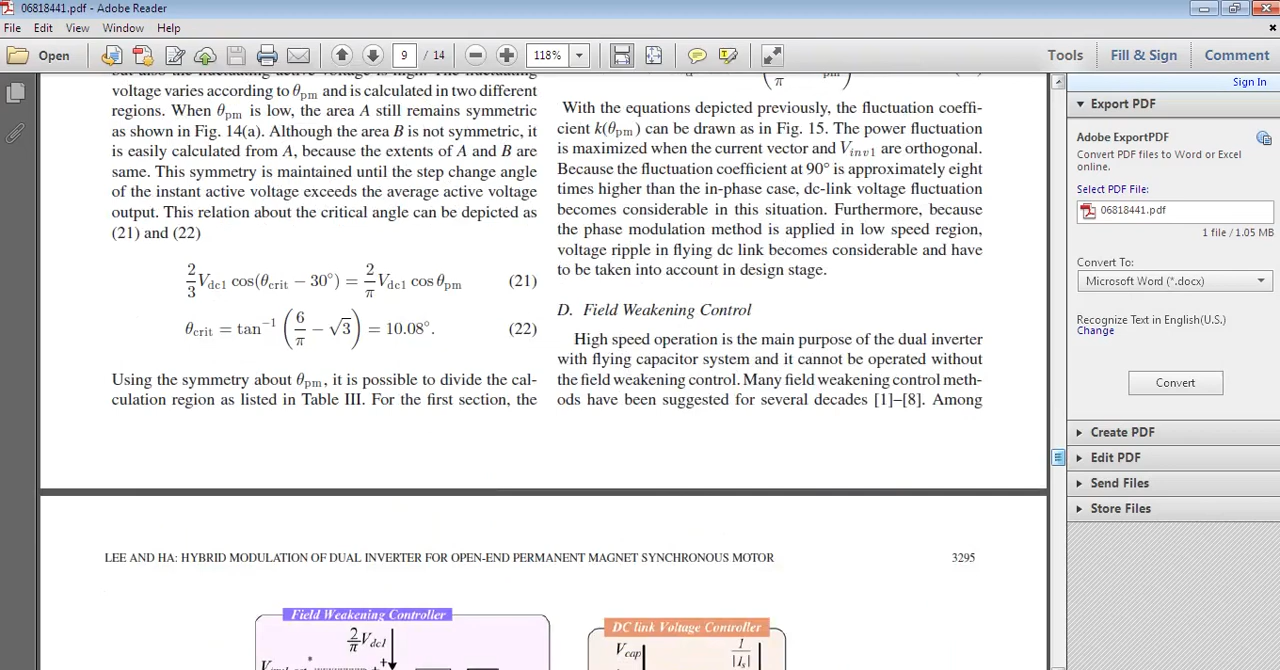 06818441.pdf - Adobe Reader
File Edit View Window Help
Open
9 / 14
118%
Tools
Fill & Sign
Comment
Sign In
but also the fluctuating active voltage is high. The fluctuating
voltage varies according to θpm and is calculated in two different
regions. When θpm is low, the area A still remains symmetric
as shown in Fig. 14(a). Although the area B is not symmetric, it
is easily calculated from A, because the extents of A and B are
same. This symmetry is maintained until the step change angle
of the instant active voltage exceeds the average active voltage
output. This relation about the critical angle can be depicted as
(21) and (22)
2/3 Vdc1 cos(θcrit − 30°) = 2/π Vdc1 cos θpm (21)
θcrit = tan−1 (6/π − √3) = 10.08°. (22)
Using the symmetry about θpm, it is possible to divide the cal-
culation region as listed in Table III. For the first section, the
π
With the equations depicted previously, the fluctuation coeffi-
cient k(θpm) can be drawn as in Fig. 15. The power fluctuation
is maximized when the current vector and Vinv1 are orthogonal.
Because the fluctuation coefficient at 90° is approximately eight
times higher than the in-phase case, dc-link voltage fluctuation
becomes considerable in this situation. Furthermore, because
the phase modulation method is applied in low speed region,
voltage ripple in flying dc link becomes considerable and have
to be taken into account in design stage.
D. Field Weakening Control
High speed operation is the main purpose of the dual inverter
with flying capacitor system and it cannot be operated without
the field weakening control. Many field weakening control meth-
ods have been suggested for several decades [1]–[8]. Among
LEE AND HA: HYBRID MODULATION OF DUAL INVERTER FOR OPEN-END PERMANENT MAGNET SYNCHRONOUS MOTOR 3295
Field Weakening Controller
2/π Vdc1
DC link Voltage Controller
Vcap
1/|Is|
Export PDF
Adobe ExportPDF
Convert PDF files to Word or Excel
online.
Select PDF File:
06818441.pdf
1 file / 1.05 MB
Convert To:
Microsoft Word (*.docx)
Recognize Text in English(U.S.)
Change
Convert
Create PDF
Edit PDF
Send Files
Store Files